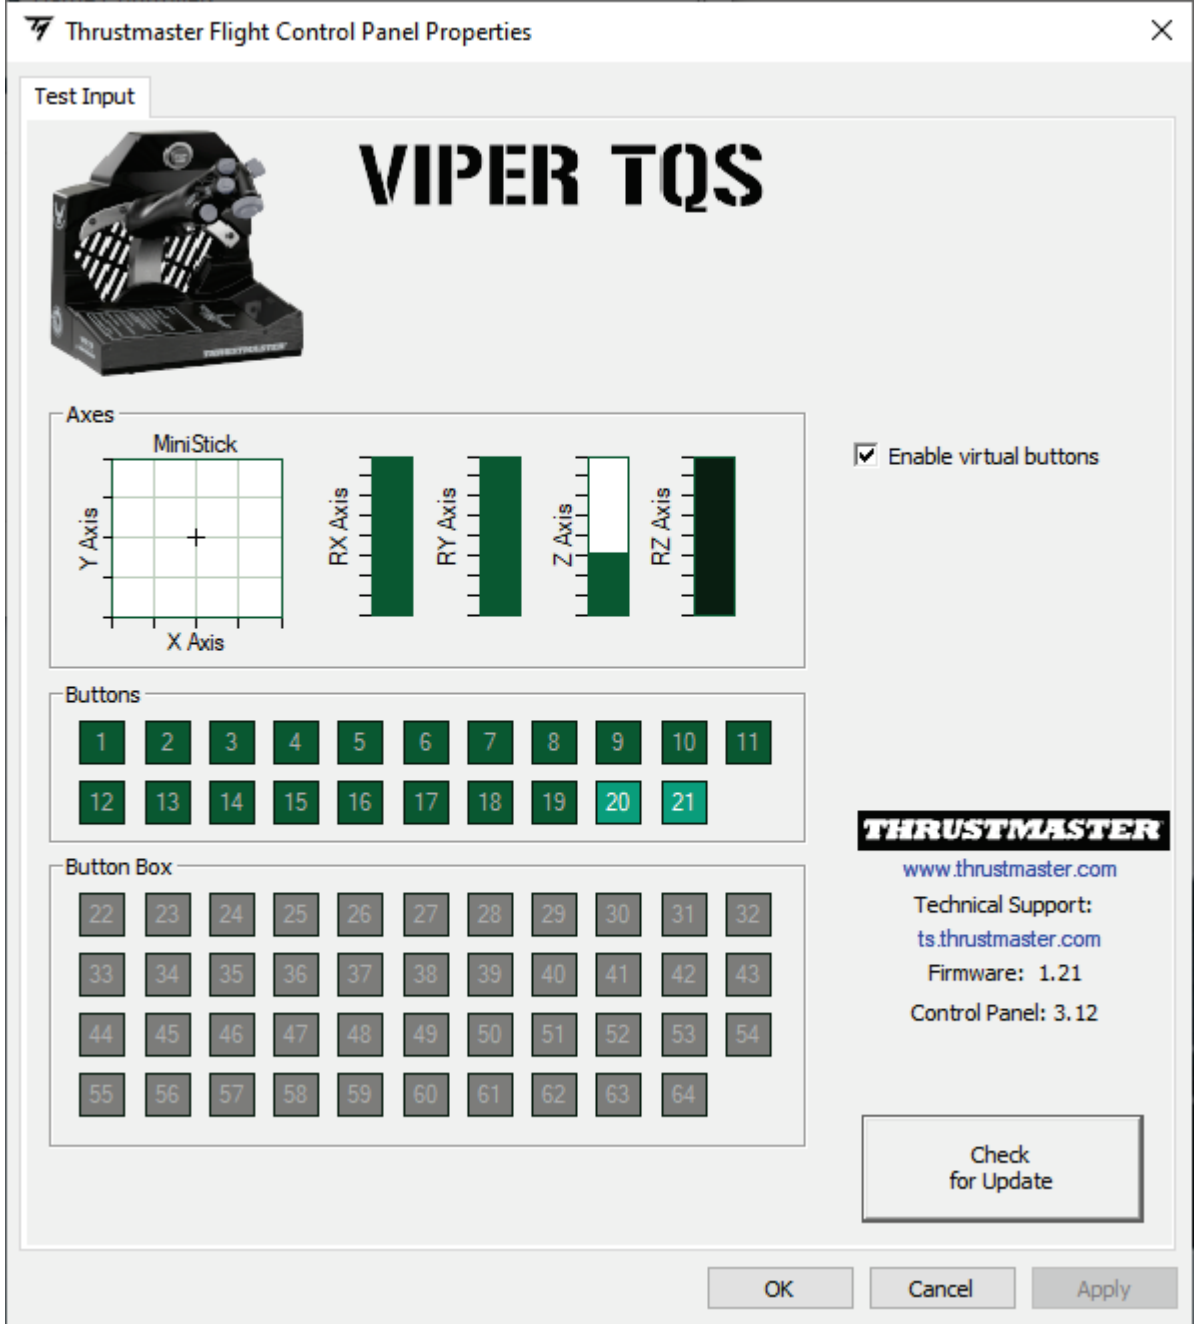 Thrustmaster Flight Control Panel Properties
Test Input
VIPER TQS
THRUSTMASTER
Axes
MiniStick
Y Axis
X Axis
RX Axis
RY Axis
Z Axis
RZ Axis
Enable virtual buttons
Buttons
1 2 3 4 5 6 7 8 9 10 11
12 13 14 15 16 17 18 19 20 21
Button Box
22 23 24 25 26 27 28 29 30 31 32
33 34 35 36 37 38 39 40 41 42 43
44 45 46 47 48 49 50 51 52 53 54
55 56 57 58 59 60 61 62 63 64
THRUSTMASTER
www.thrustmaster.com
Technical Support:
ts.thrustmaster.com
Firmware: 1.21
Control Panel: 3.12
Check
for Update
OK
Cancel
Apply